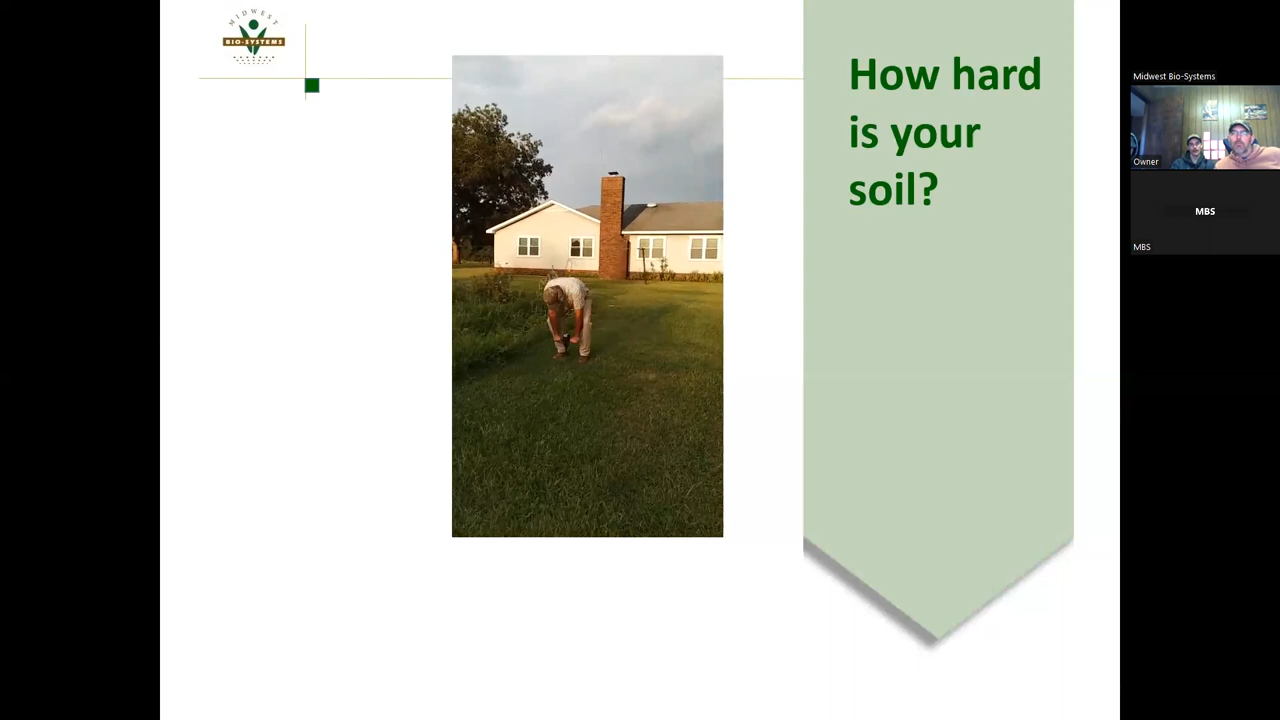 MIDWEST
BIO-SYSTEMS
How hard
is your
soil?
Midwest Bio-Systems
Owner
MBS
MBS